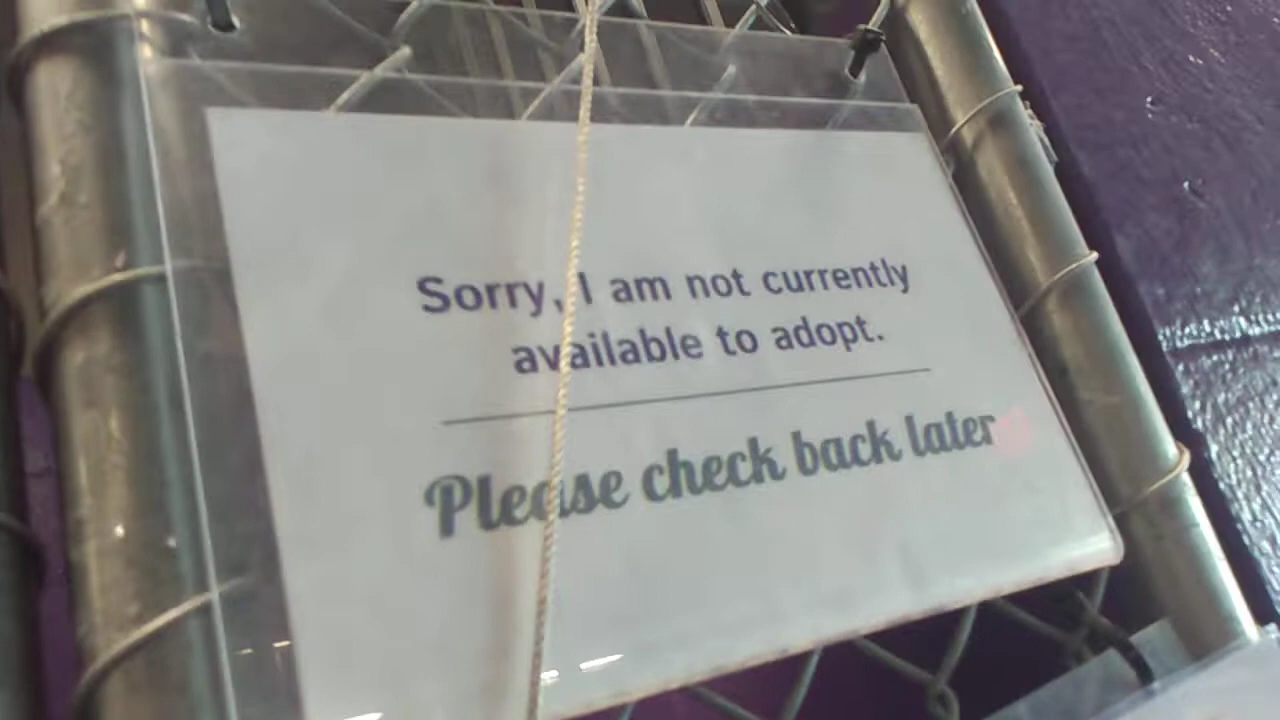 Sorry, I am not currently
available to adopt.
Please check back later